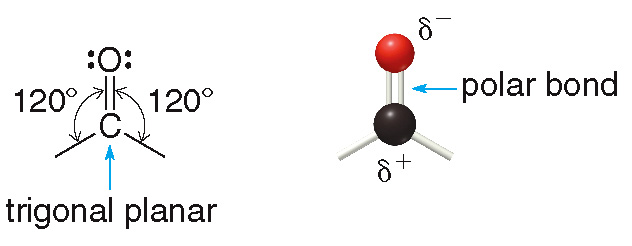 :O:
120°
120°
C
trigonal planar
δ−
polar bond
δ+